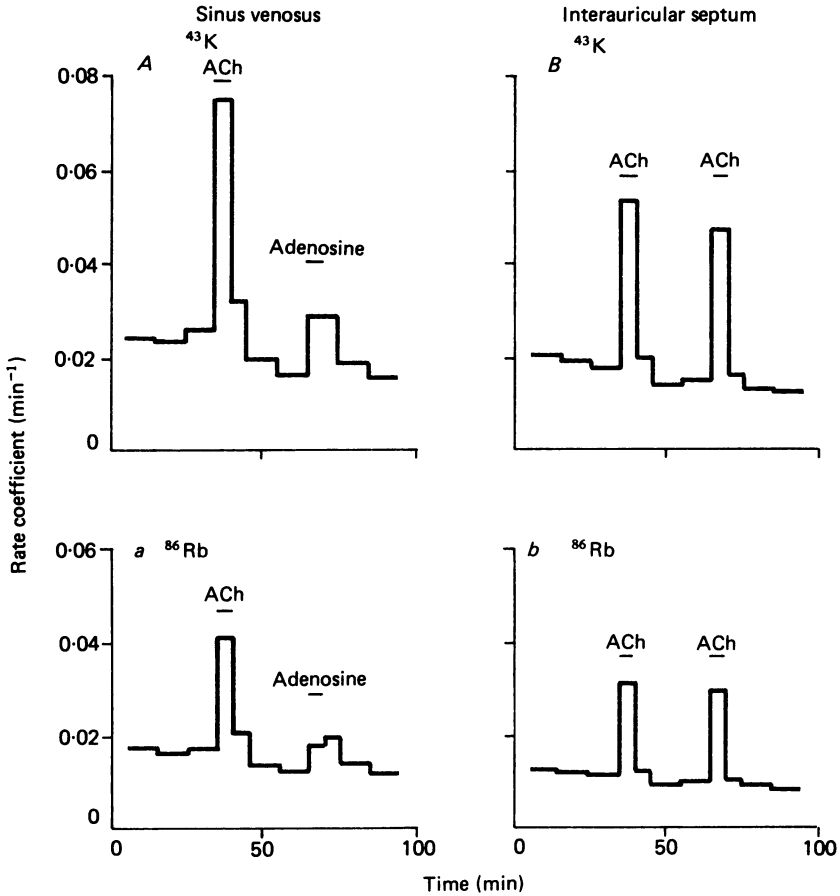 Sinus venosus
Interauricular septum
A
⁴³K
B
⁴³K
ACh
Adenosine
ACh
ACh
0·08
0·06
0·04
0·02
0
a
⁸⁶Rb
b
⁸⁶Rb
ACh
Adenosine
ACh
ACh
0·06
0·04
0·02
0
Rate coefficient (min⁻¹)
0
50
100
0
50
100
Time (min)